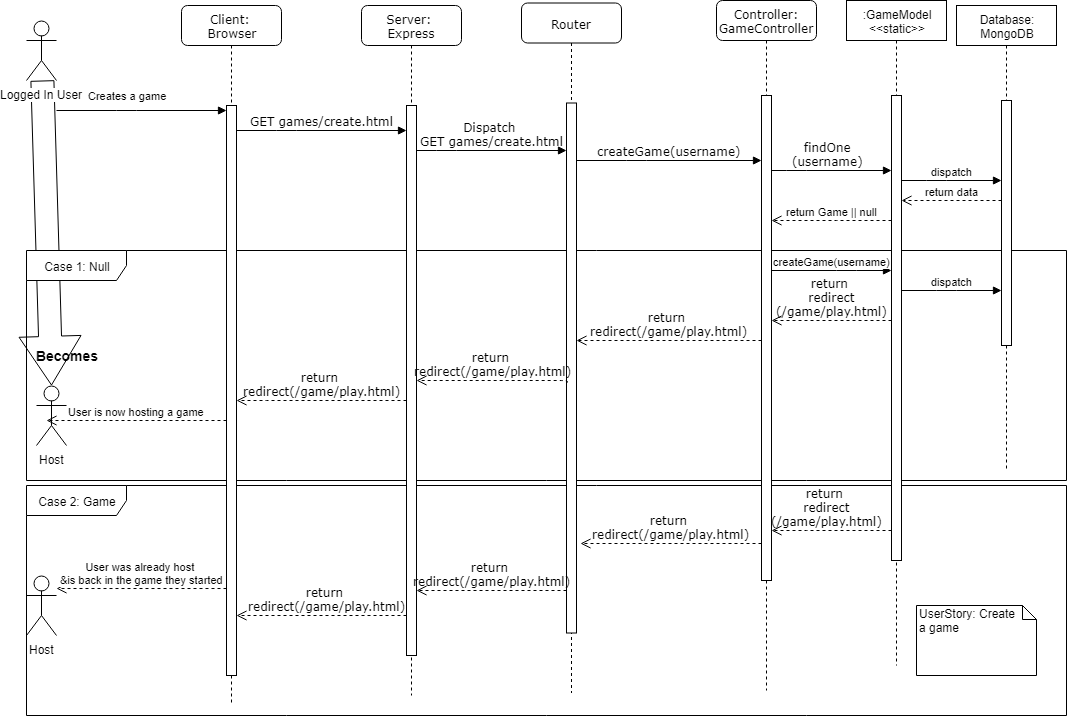 Client:
Browser
Server:
Express
Router
Controller:
GameController
:GameModel
<<static>>
Database:
MongoDB
Logged In User
Creates a game
GET games/create.html
Dispatch
GET games/create.html
createGame(username)
findOne
(username)
dispatch
return data
return Game || null
Case 1: Null
createGame(username)
dispatch
return
redirect
(/game/play.html)
return
redirect(/game/play.html)
return
redirect(/game/play.html)
return
redirect(/game/play.html)
Becomes
User is now hosting a game
Host
Case 2: Game
return
redirect
(/game/play.html)
return
redirect(/game/play.html)
return
redirect(/game/play.html)
return
redirect(/game/play.html)
User was already host
&is back in the game they started
Host
UserStory: Create
a game